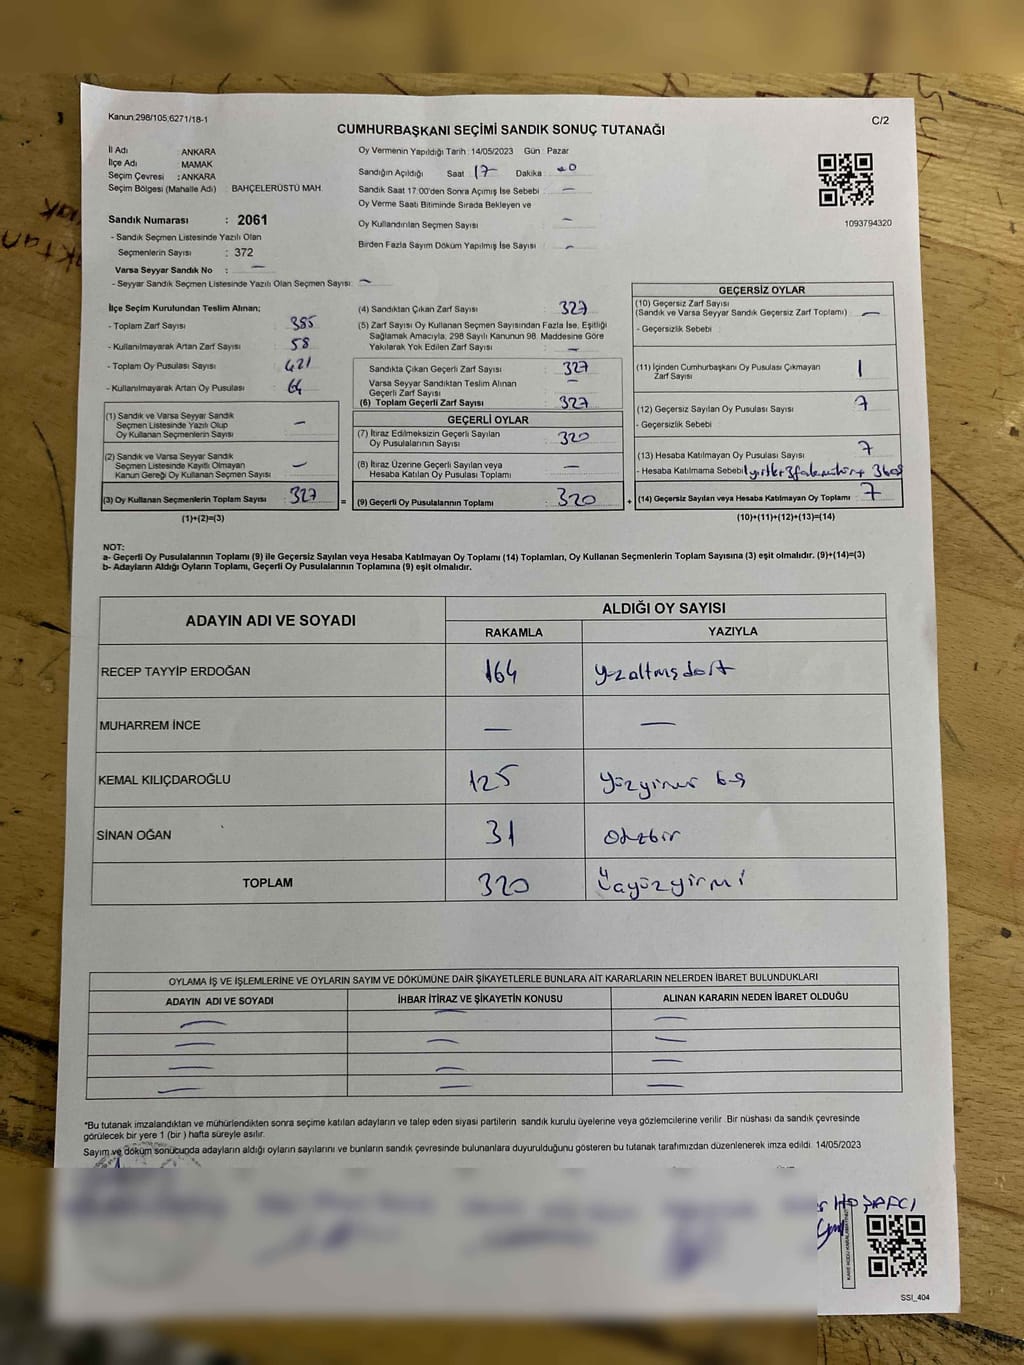 Kanun;298/105;6271/18-1
C/2
CUMHURBAŞKANI SEÇİMİ SANDIK SONUÇ TUTANAĞI
İl Adı : ANKARA
İlçe Adı : MAMAK
Seçim Çevresi : ANKARA
Seçim Bölgesi (Mahalle Adı) : BAHÇELERÜSTÜ MAH.
Sandık Numarası : 2061
- Sandık Seçmen Listesinde Yazılı Olan
Seçmenlerin Sayısı : 372
Varsa Seyyar Sandık No : —
- Seyyar Sandık Seçmen Listesinde Yazılı Olan Seçmen Sayısı: —
Oy Vermenin Yapıldığı Tarih : 14/05/2023 Gün : Pazar
Sandığın Açıldığı Saat 17 Dakika : 00
Sandık Saat 17:00'den Sonra Açımış İse Sebebi : —
Oy Verme Saati Bitiminde Sırada Bekleyen ve
Oy Kullandırılan Seçmen Sayısı : —
Birden Fazla Sayım Döküm Yapılmış İse Sayısı : —
1093794320
İlçe Seçim Kurulundan Teslim Alınan;
- Toplam Zarf Sayısı : 385
- Kullanılmayarak Artan Zarf Sayısı : 58
- Toplam Oy Pusulası Sayısı : 421
- Kullanılmayarak Artan Oy Pusulası : 64
(1) Sandık ve Varsa Seyyar Sandık
Seçmen Listesinde Yazılı Olup
Oy Kullanan Seçmenlerin Sayısı : —
(2) Sandık ve Varsa Seyyar Sandık
Seçmen Listesinde Kayıtlı Olmayan
Kanun Gereği Oy Kullanan Seçmen Sayısı : —
(3) Oy Kullanan Seçmenlerin Toplam Sayısı : 327 =
(1)+(2)=(3)
(4) Sandıktan Çıkan Zarf Sayısı : 327
(5) Zarf Sayısı Oy Kullanan Seçmen Sayısından Fazla İse, Eşitliği
Sağlamak Amacıyla, 298 Sayılı Kanunun 98. Maddesine Göre
Yakılarak Yok Edilen Zarf Sayısı : —
Sandıkta Çıkan Geçerli Zarf Sayısı : 327
Varsa Seyyar Sandıktan Teslim Alınan
Geçerli Zarf Sayısı : —
(6) Toplam Geçerli Zarf Sayısı : 327
GEÇERLİ OYLAR
(7) İtiraz Edilmeksizin Geçerli Sayılan
Oy Pusulalarının Sayısı : 320
(8) İtiraz Üzerine Geçerli Sayılan veya
Hesaba Katılan Oy Pusulası Toplamı : —
(9) Geçerli Oy Pusulalarının Toplamı : 320 +
GEÇERSİZ OYLAR
(10) Geçersiz Zarf Sayısı
(Sandık ve Varsa Seyyar Sandık Geçersiz Zarf Toplamı) : —
- Geçersizlik Sebebi :
(11) İçinden Cumhurbaşkanı Oy Pusulası Çıkmayan
Zarf Sayısı : 1
(12) Geçersiz Sayılan Oy Pusulası Sayısı : 7
- Geçersizlik Sebebi :
(13) Hesaba Katılmayan Oy Pusulası Sayısı : 7
- Hesaba Katılmama Sebebi :
(14) Geçersiz Sayılan veya Hesaba Katılmayan Oy Toplamı : 7
(10)+(11)+(12)+(13)=(14)
NOT:
a- Geçerli Oy Pusulalarının Toplamı (9) ile Geçersiz Sayılan veya Hesaba Katılmayan Oy Toplamı (14) Toplamları, Oy Kullanan Seçmenlerin Toplam Sayısına (3) eşit olmalıdır. (9)+(14)=(3)
b- Adayların Aldığı Oyların Toplamı, Geçerli Oy Pusulalarının Toplamına (9) eşit olmalıdır.
ADAYIN ADI VE SOYADI ALDIĞI OY SAYISI
RAKAMLA YAZIYLA
RECEP TAYYİP ERDOĞAN 164 yüzaltmışdört
MUHARREM İNCE — —
KEMAL KILIÇDAROĞLU 125 yüzyirmi beş
SİNAN OĞAN 31 Otuzbir
TOPLAM 320 Üçyüzyirmi
OYLAMA İŞ VE İŞLEMLERİNE VE OYLARIN SAYIM VE DÖKÜMÜNE DAİR ŞİKAYETLERLE BUNLARA AİT KARARLARIN NELERDEN İBARET BULUNDUKLARI
ADAYIN ADI VE SOYADI İHBAR İTİRAZ VE ŞİKAYETİN KONUSU ALINAN KARARIN NEDEN İBARET OLDUĞU
— — —
— — —
— — —
— — —
*Bu tutanak imzalandıktan ve mühürlendikten sonra seçime katılan adayların ve talep eden siyasi partilerin sandık kurulu üyelerine veya gözlemcilerine verilir. Bir nüshası da sandık çevresinde
görülecek bir yere 1 (bir) hafta süreyle asılır.
Sayım ve döküm sonucunda adayların aldığı oyların sayılarını ve bunların sandık çevresinde bulunanlara duyurulduğunu gösteren bu tutanak tarafımızdan düzenlenerek imza edildi. 14/05/2023
SSI_404